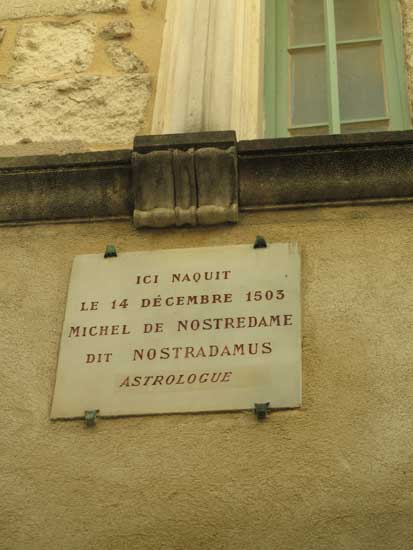 ICI NAQUIT
LE 14 DÉCEMBRE 1503
MICHEL DE NOSTREDAME
DIT NOSTRADAMUS
ASTROLOGUE